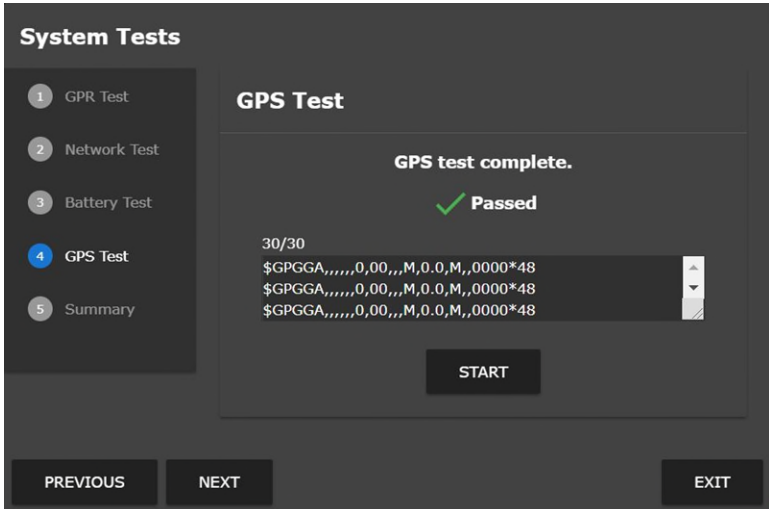 System Tests
1 GPR Test
2 Network Test
3 Battery Test
4 GPS Test
5 Summary
GPS Test
GPS test complete.
Passed
30/30
$GPGGA,,,,,,0,00,,,M,0.0,M,,0000*48
$GPGGA,,,,,,0,00,,,M,0.0,M,,0000*48
$GPGGA,,,,,,0,00,,,M,0.0,M,,0000*48
START
PREVIOUS
NEXT
EXIT